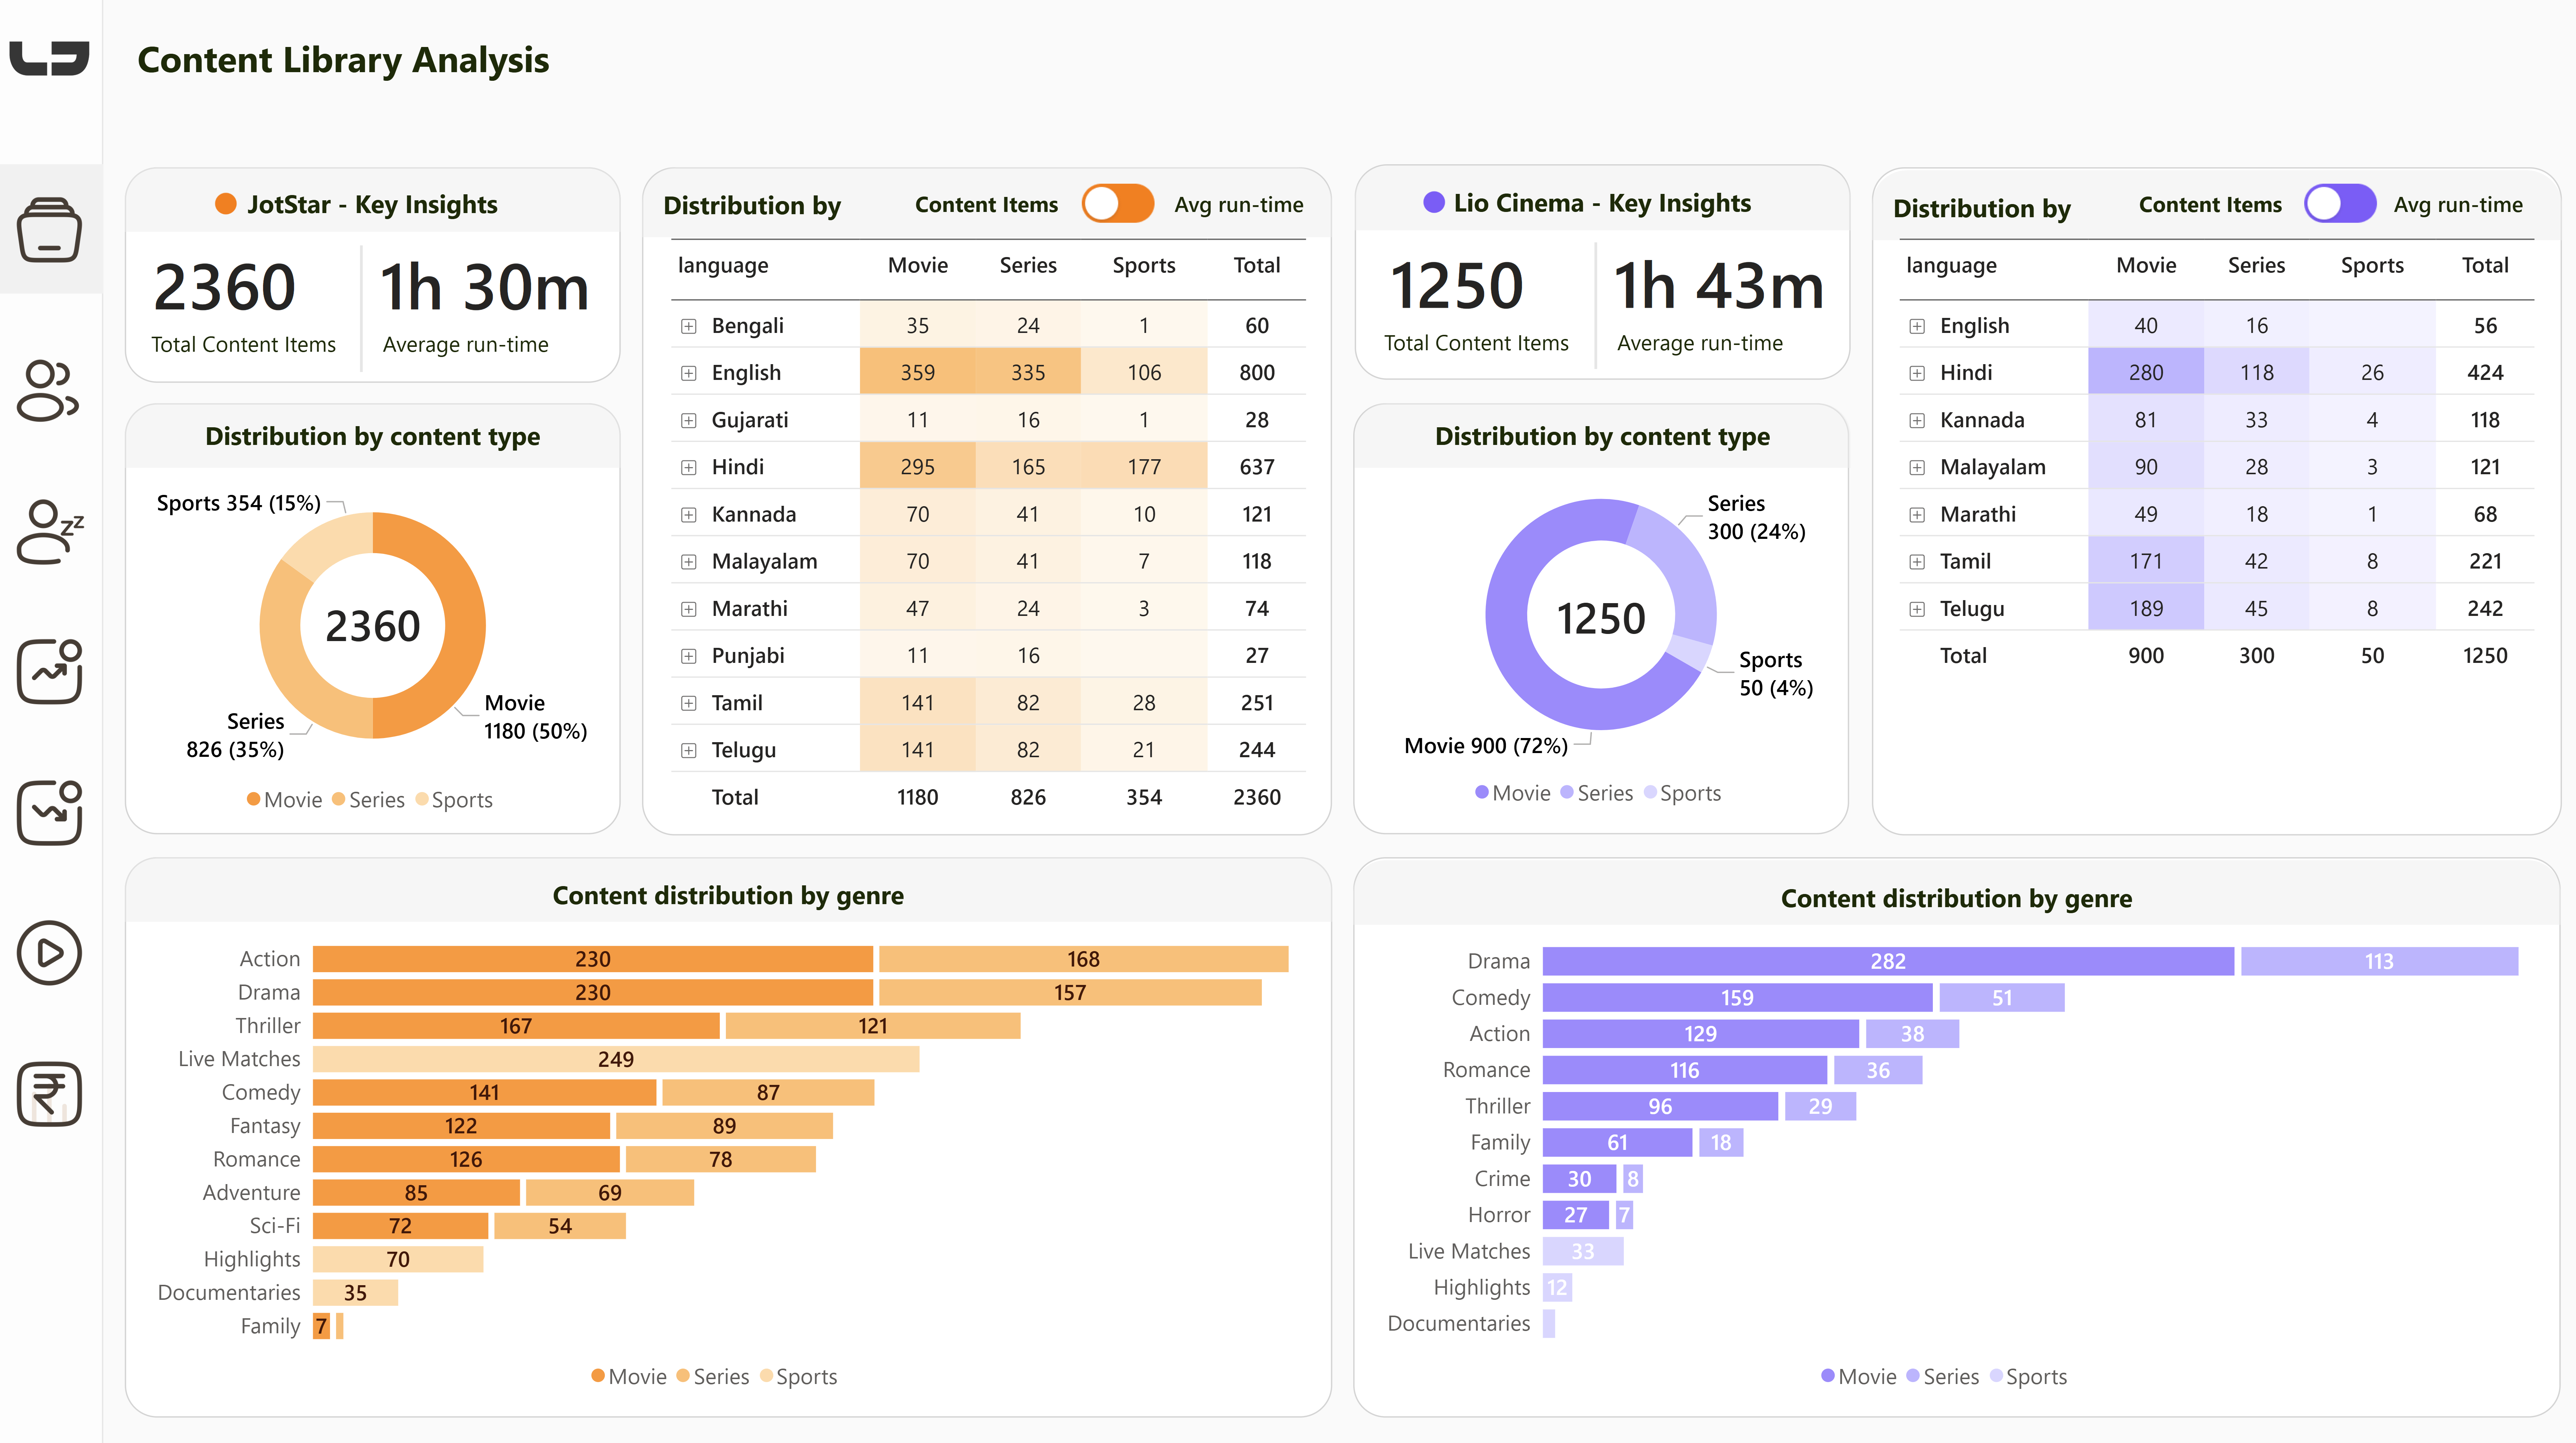 Content Library Analysis
JotStar - Key Insights
2360
Total Content Items
1h 30m
Average run-time
Distribution by content type
Sports 354 (15%)
2360
Movie
1180 (50%)
Series
826 (35%)
Movie Series Sports
Distribution by Content Items Avg run-time
language Movie Series Sports Total
Bengali 35 24 1 60
English 359 335 106 800
Gujarati 11 16 1 28
Hindi 295 165 177 637
Kannada 70 41 10 121
Malayalam 70 41 7 118
Marathi 47 24 3 74
Punjabi 11 16 27
Tamil 141 82 28 251
Telugu 141 82 21 244
Total 1180 826 354 2360
Lio Cinema - Key Insights
1250
Total Content Items
1h 43m
Average run-time
Distribution by content type
Series
300 (24%)
1250
Sports
50 (4%)
Movie 900 (72%)
Movie Series Sports
Distribution by Content Items Avg run-time
language Movie Series Sports Total
English 40 16 56
Hindi 280 118 26 424
Kannada 81 33 4 118
Malayalam 90 28 3 121
Marathi 49 18 1 68
Tamil 171 42 8 221
Telugu 189 45 8 242
Total 900 300 50 1250
Content distribution by genre
Action 230 168
Drama 230 157
Thriller 167 121
Live Matches 249
Comedy 141 87
Fantasy 122 89
Romance 126 78
Adventure 85 69
Sci-Fi 72 54
Highlights 70
Documentaries 35
Family 7
Movie Series Sports
Content distribution by genre
Drama 282 113
Comedy 159 51
Action 129 38
Romance 116 36
Thriller 96 29
Family 61 18
Crime 30 8
Horror 27 7
Live Matches 33
Highlights 12
Documentaries
Movie Series Sports